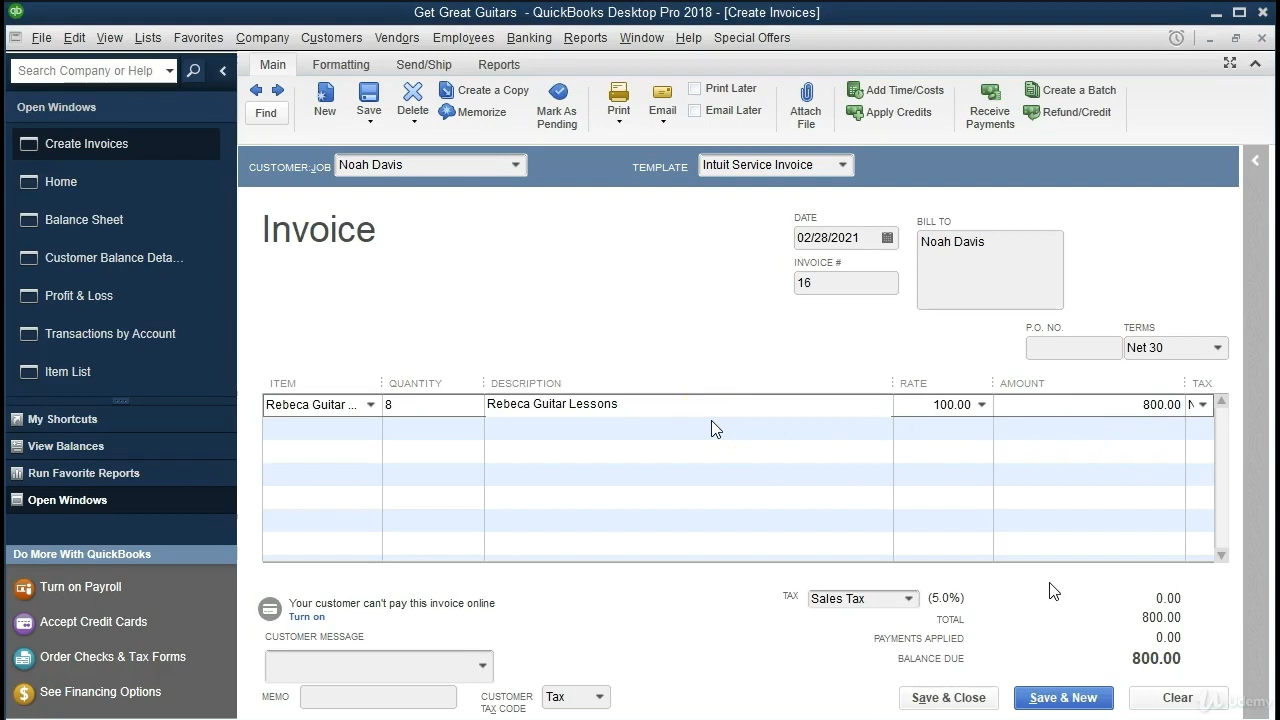 Get Great Guitars - QuickBooks Desktop Pro 2018 - [Create Invoices]
File Edit View Lists Favorites Company Customers Vendors Employees Banking Reports Window Help Special Offers
Search Company or Help
Main Formatting Send/Ship Reports
Find
New
Save
Delete
Create a Copy
Memorize
Mark As
Pending
Print
Email
Print Later
Email Later
Attach
File
Add Time/Costs
Apply Credits
Receive
Payments
Create a Batch
Refund/Credit
Open Windows
Create Invoices
Home
Balance Sheet
Customer Balance Deta...
Profit & Loss
Transactions by Account
Item List
My Shortcuts
View Balances
Run Favorite Reports
Open Windows
Do More With QuickBooks
Turn on Payroll
Accept Credit Cards
Order Checks & Tax Forms
See Financing Options
CUSTOMER:JOB Noah Davis TEMPLATE Intuit Service Invoice
Invoice
DATE
02/28/2021
INVOICE #
16
BILL TO
Noah Davis
P.O. NO.
TERMS
Net 30
ITEM QUANTITY DESCRIPTION RATE AMOUNT TAX
Rebeca Guitar ... 8 Rebeca Guitar Lessons 100.00 800.00 N
Your customer can't pay this invoice online
Turn on
CUSTOMER MESSAGE
MEMO
CUSTOMER
TAX CODE
Tax
TAX Sales Tax (5.0%) 0.00
TOTAL 800.00
PAYMENTS APPLIED 0.00
BALANCE DUE 800.00
Save & Close Save & New Clear
Udemy